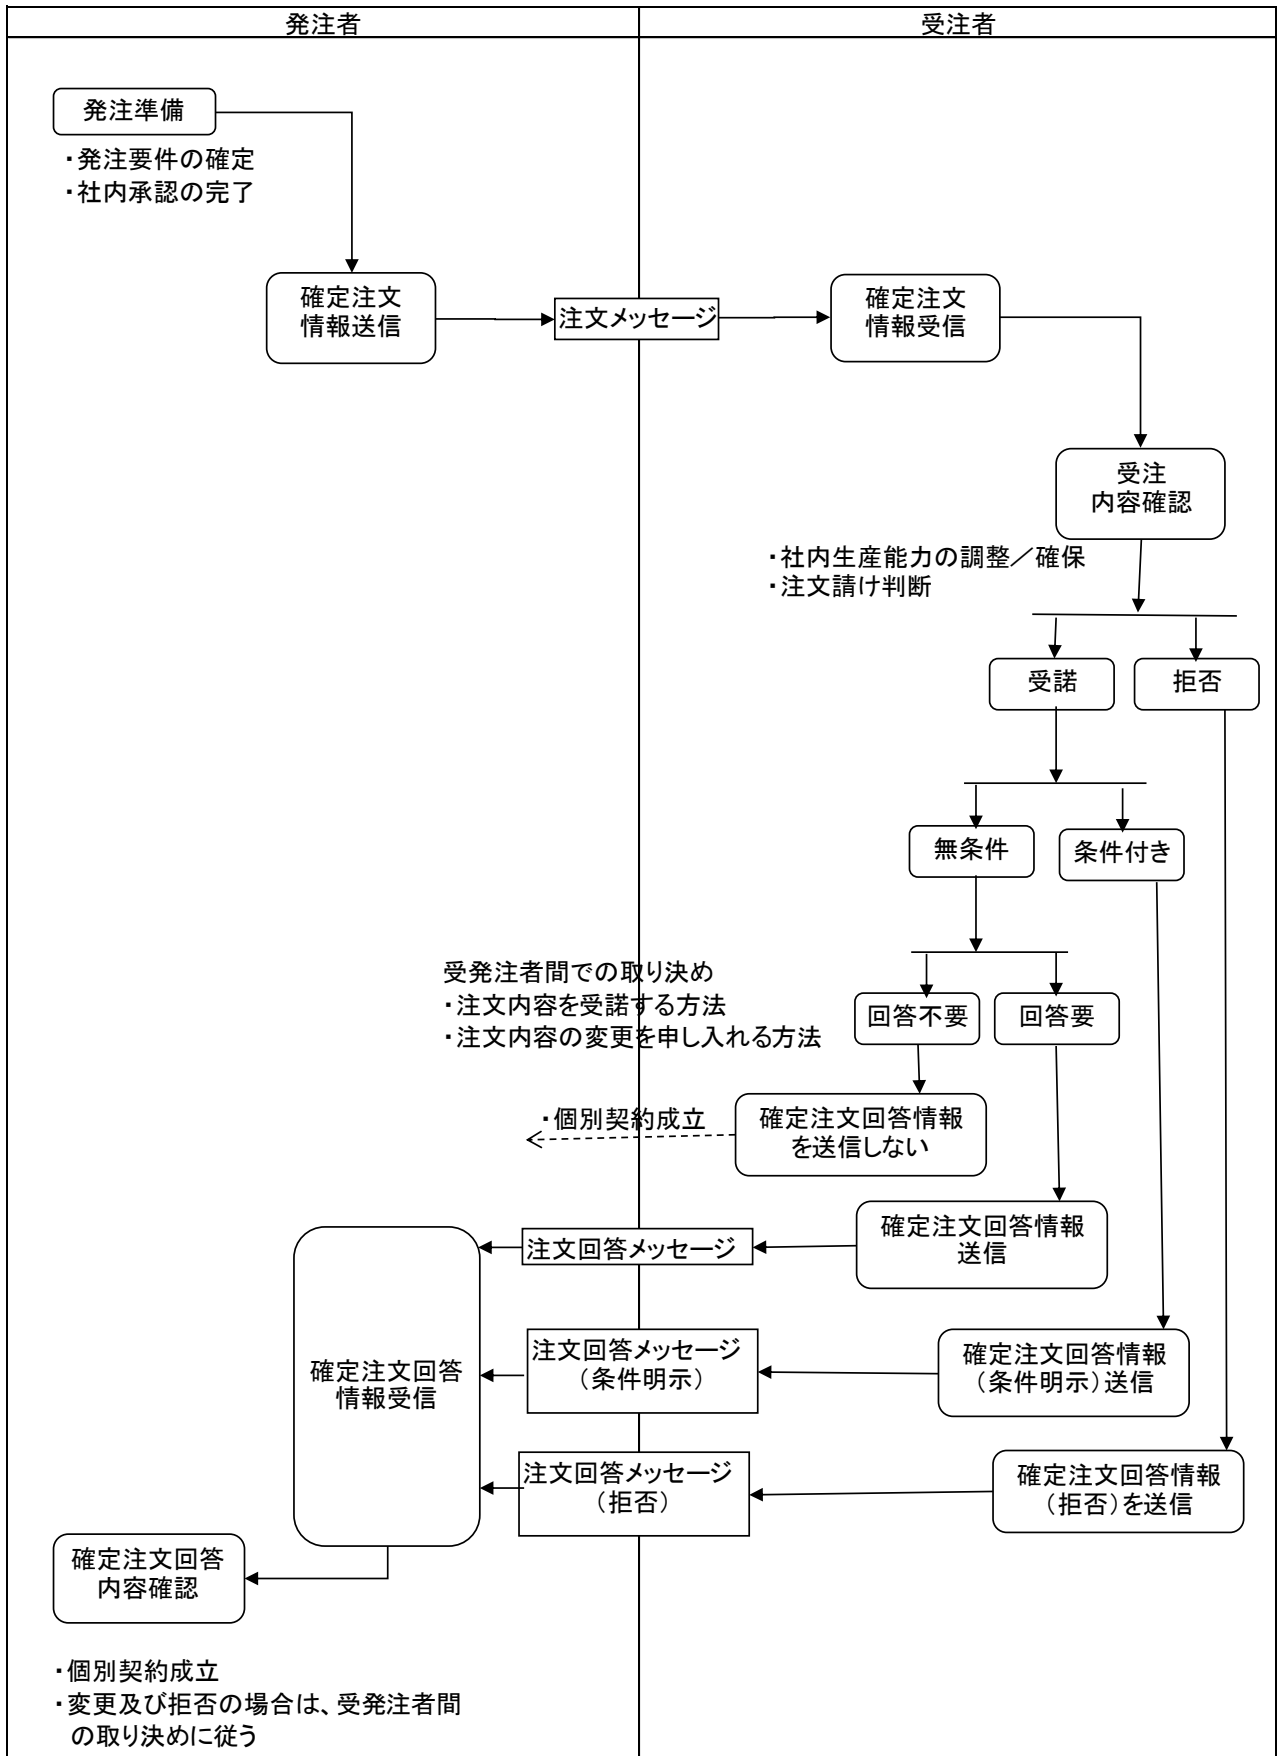 発注者
受注者
発注準備
・発注要件の確定
・社内承認の完了
確定注文
情報送信
注文メッセージ
確定注文
情報受信
受注
内容確認
・社内生産能力の調整／確保
・注文請け判断
受諾
拒否
無条件
条件付き
受発注者間での取り決め
・注文内容を受諾する方法
・注文内容の変更を申し入れる方法
回答不要
回答要
・個別契約成立
確定注文回答情報
を送信しない
確定注文回答情報
送信
注文回答メッセージ
確定注文回答
情報受信
注文回答メッセージ
（条件明示）
確定注文回答情報
（条件明示）送信
注文回答メッセージ
（拒否）
確定注文回答情報
（拒否）を送信
確定注文回答
内容確認
・個別契約成立
・変更及び拒否の場合は、受発注者間
の取り決めに従う